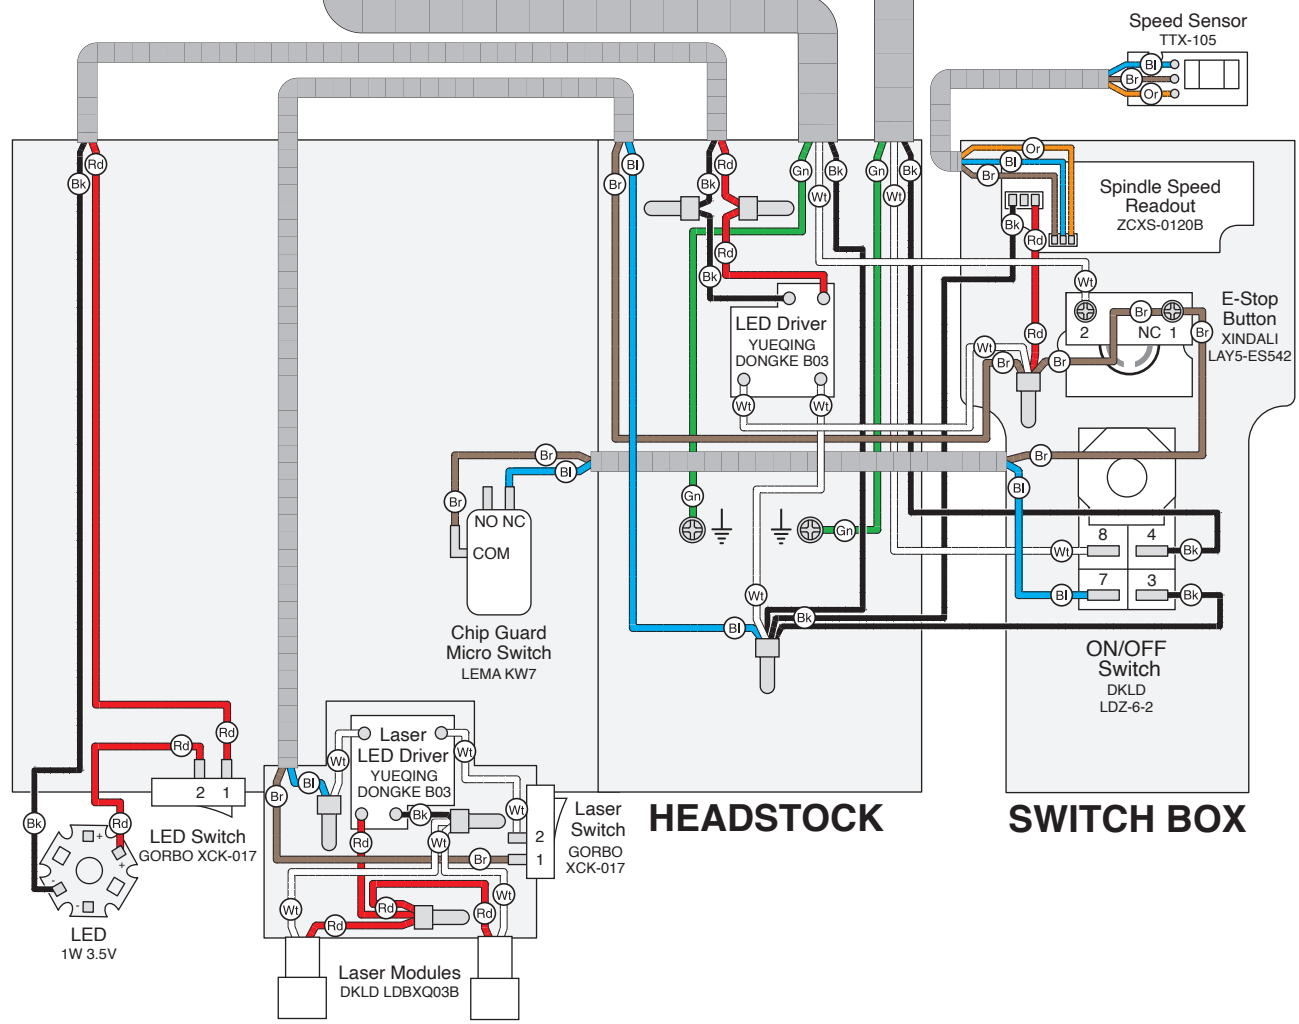 Speed Sensor
TTX-105
Bl
Br
Or
Rd
Bk
Br
Bl
Bk
Rd
Gn
Wt
Bk
Gn
Wt
Bk
Or
Bl
Br
Spindle Speed
Readout
ZCXS-0120B
Bk
Rd
Rd
Bk
Wt
E-Stop
Button
XINDALI
LAY5-ES542
Br
Br
2
NC 1
LED Driver
YUEQING
DONGKE B03
Wt
Rd
Br
Br
Wt
Wt
Br
Bl
Br
Br
Bl
NO NC
COM
Gn
Gn
8
4
Wt
Bk
7
3
Bl
Bk
Wt
Bk
Bl
Chip Guard
Micro Switch
LEMA KW7
ON/OFF
Switch
DKLD
LDZ-6-2
Rd
Rd
2 1
LED Switch
GORBO XCK-017
Bk
Rd
+
+
-
-
LED
1W 3.5V
Laser
LED Driver
YUEQING
DONGKE B03
Wt
Wt
Bl
Br
Bk
Rd
Wt
Wt
2
1
Br
Laser
Switch
GORBO
XCK-017
Wt
Rd
Rd
Rd
Wt
Laser Modules
DKLD LDBXQ03B
HEADSTOCK
SWITCH BOX